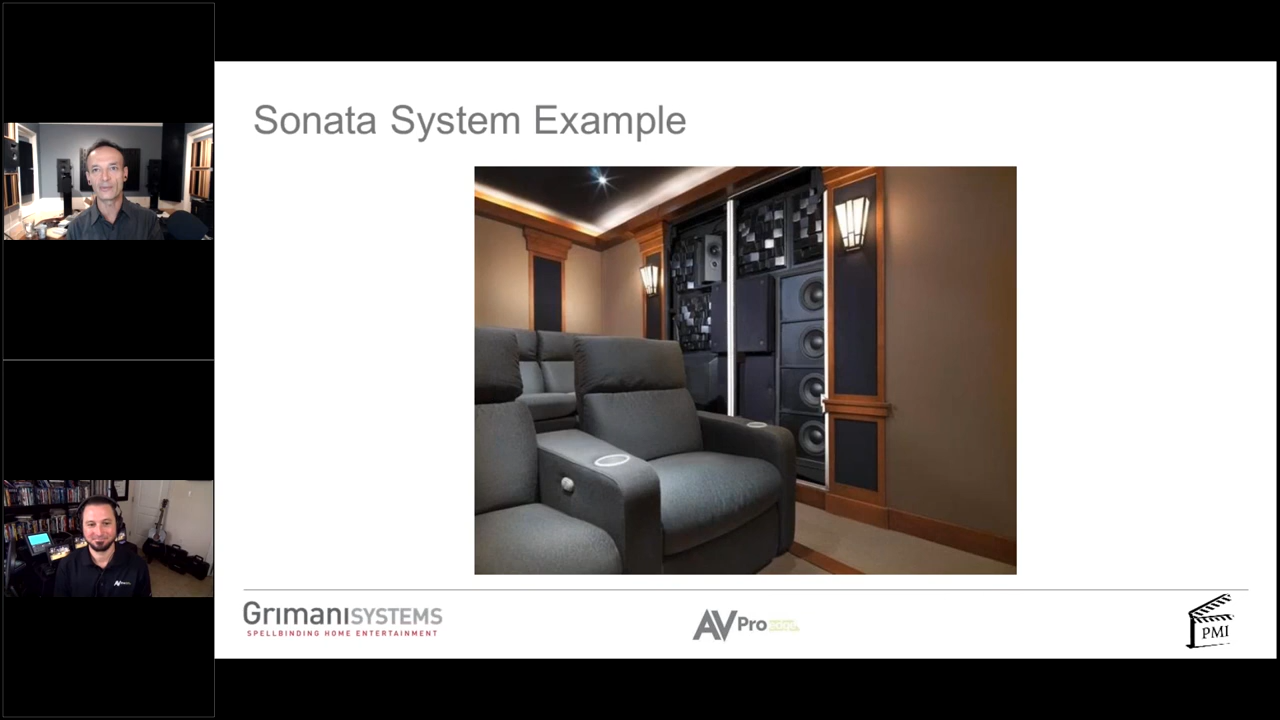 Sonata System Example
GrimaniSYSTEMS
SPELLBINDING HOME ENTERTAINMENT
AVPro
PMI